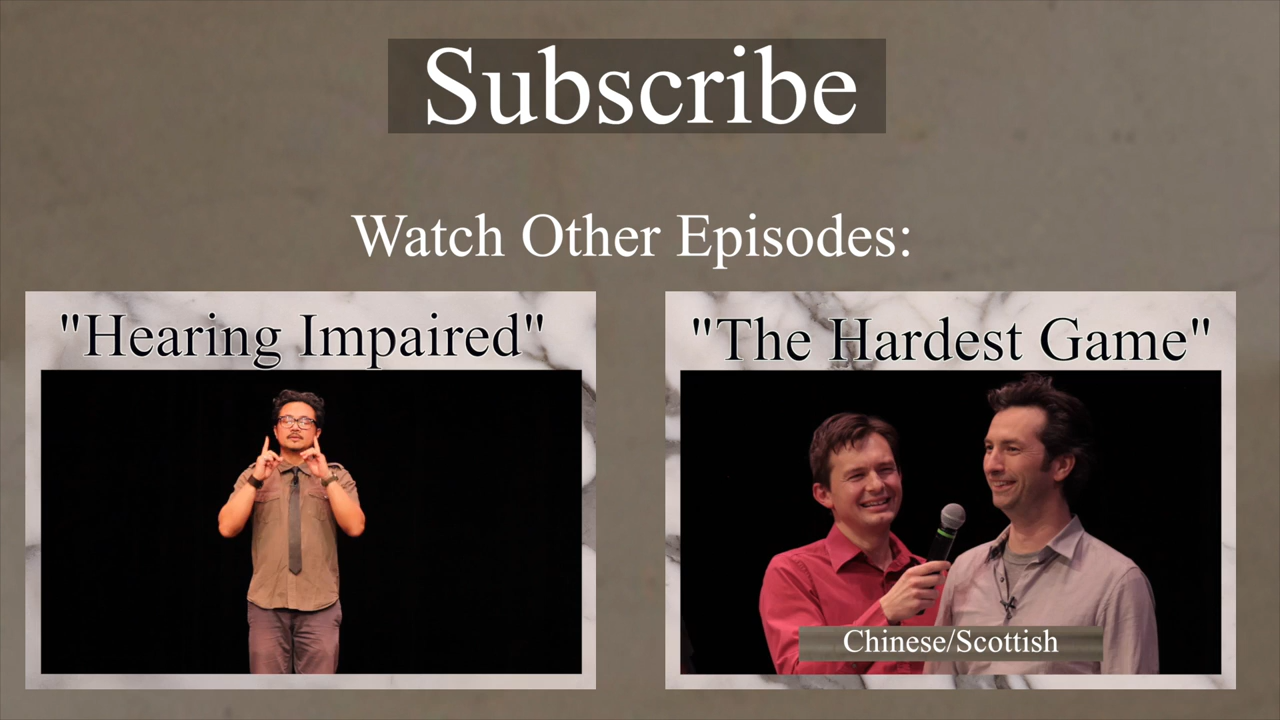 Subscribe
Watch Other Episodes:
"Hearing Impaired"
"The Hardest Game"
Chinese/Scottish